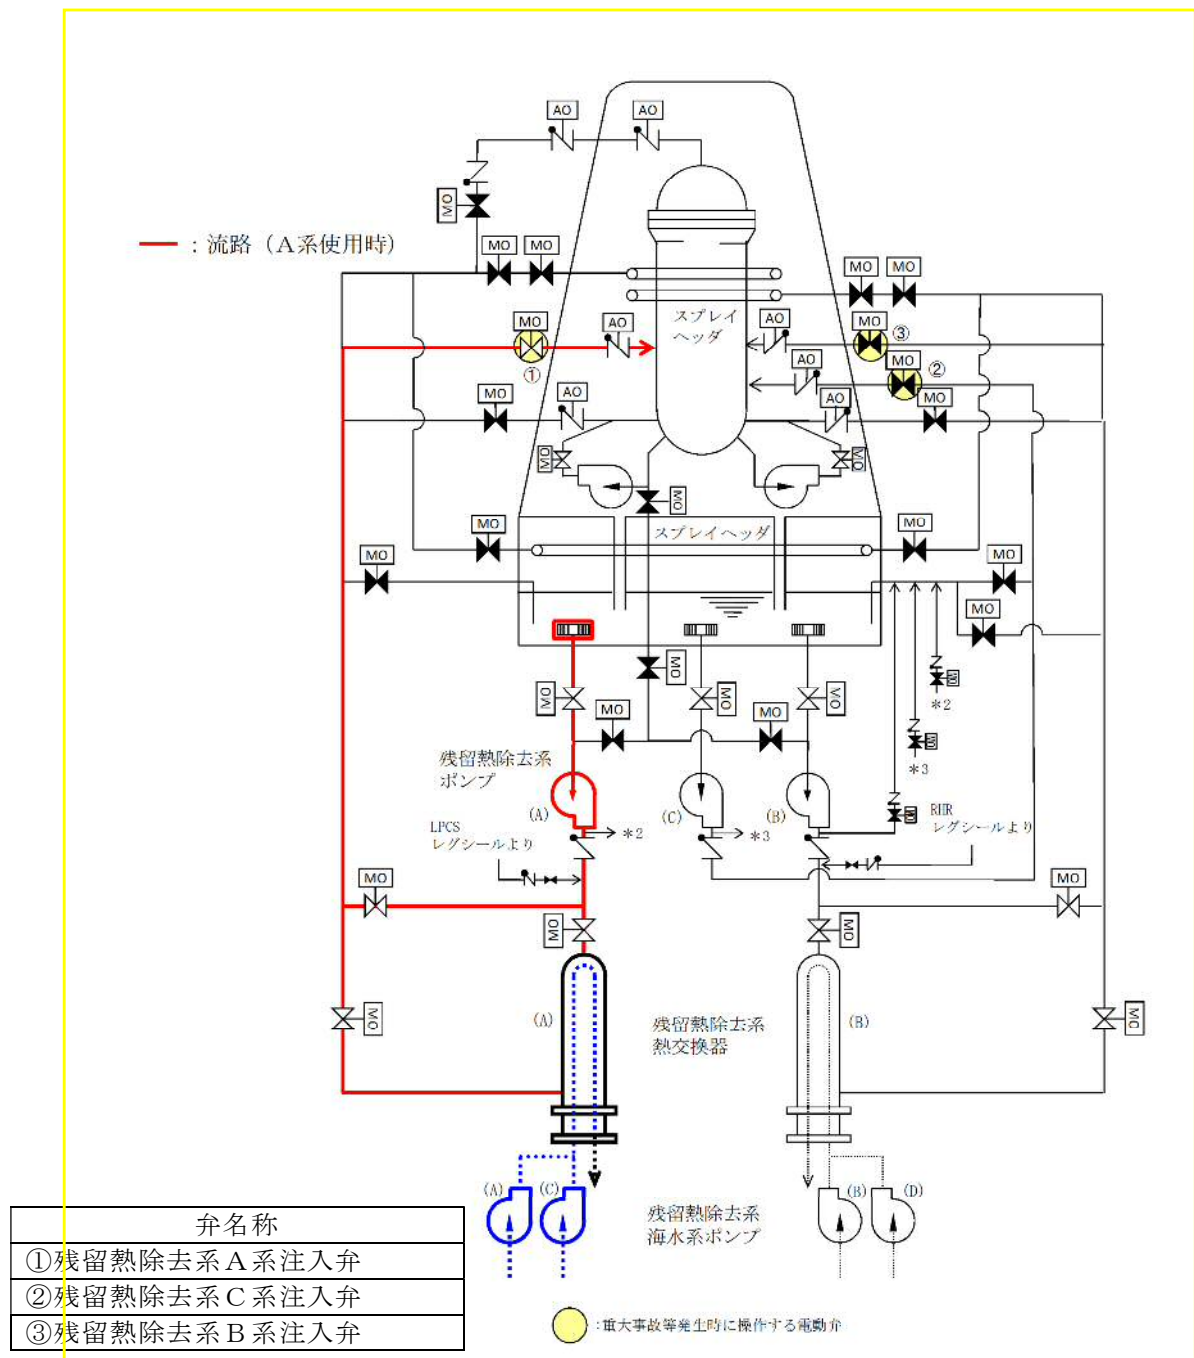 AO
AO
MO
：流路（A系使用時）
MO
MO
MO
MO
スプレイ
ヘッダ
MO
AO
AO
MO
③
①
AO
MO
②
MO
AO
AO
MO
MO
MO
MO
MO
スプレイヘッダ
MO
MO
MO
MO
MO
MO
MO
MO
MO
MO
MO
＊2
MO
＊3
残留熱除去系
ポンプ
(A)
(C)
(B)
MO
RHR
レグシールより
LPCS
レグシールより
＊2
＊3
MO
MO
MO
MO
MO
(A)
残留熱除去系
熱交換器
(B)
MO
(A)
(C)
残留熱除去系
海水系ポンプ
(B)
(D)
弁名称
①残留熱除去系Ａ系注入弁
②残留熱除去系Ｃ系注入弁
③残留熱除去系Ｂ系注入弁
：重大事故等発生時に操作する電動弁